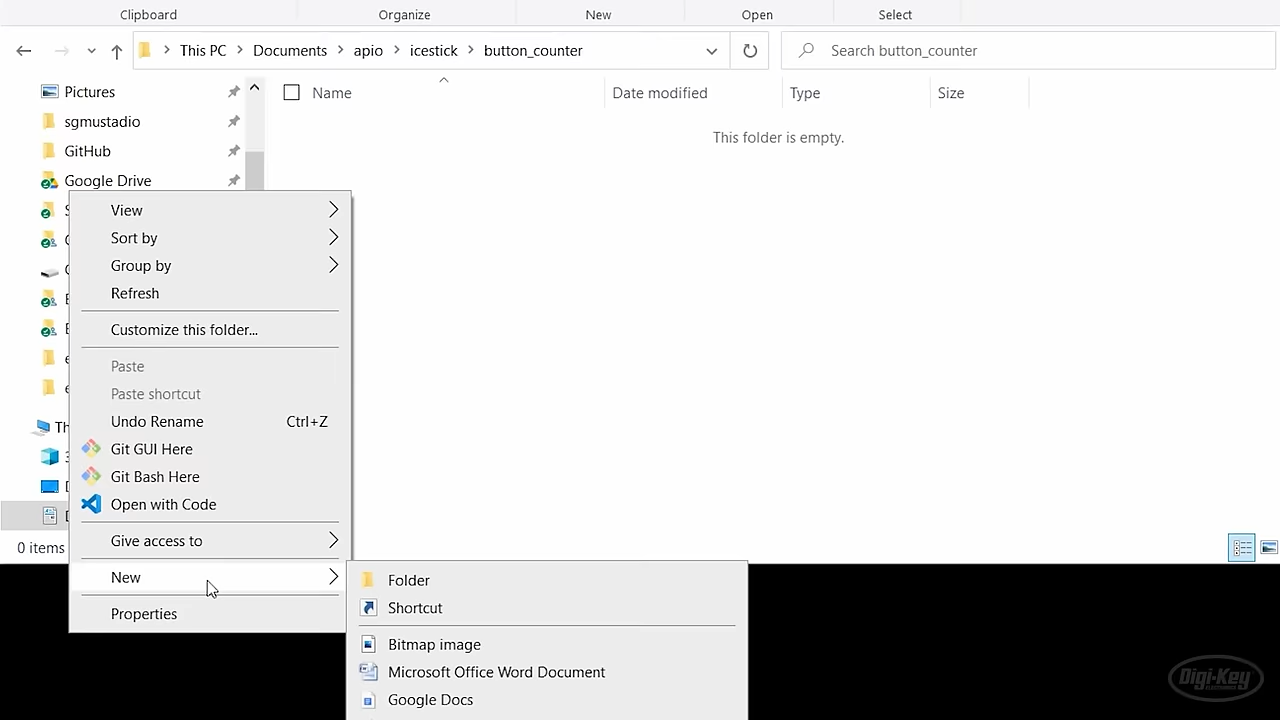 Clipboard Organize New Open Select
This PC Documents apio icestick button_counter Search button_counter
Name Date modified Type Size
This folder is empty.
Pictures
sgmustadio
GitHub
Google Drive
View
Sort by
Group by
Refresh
Customize this folder...
Paste
Paste shortcut
Undo Rename Ctrl+Z
Git GUI Here
Git Bash Here
Open with Code
Give access to
New
Properties
0 items
Folder
Shortcut
Bitmap image
Microsoft Office Word Document
Google Docs
Digi-Key
ELECTRONICS